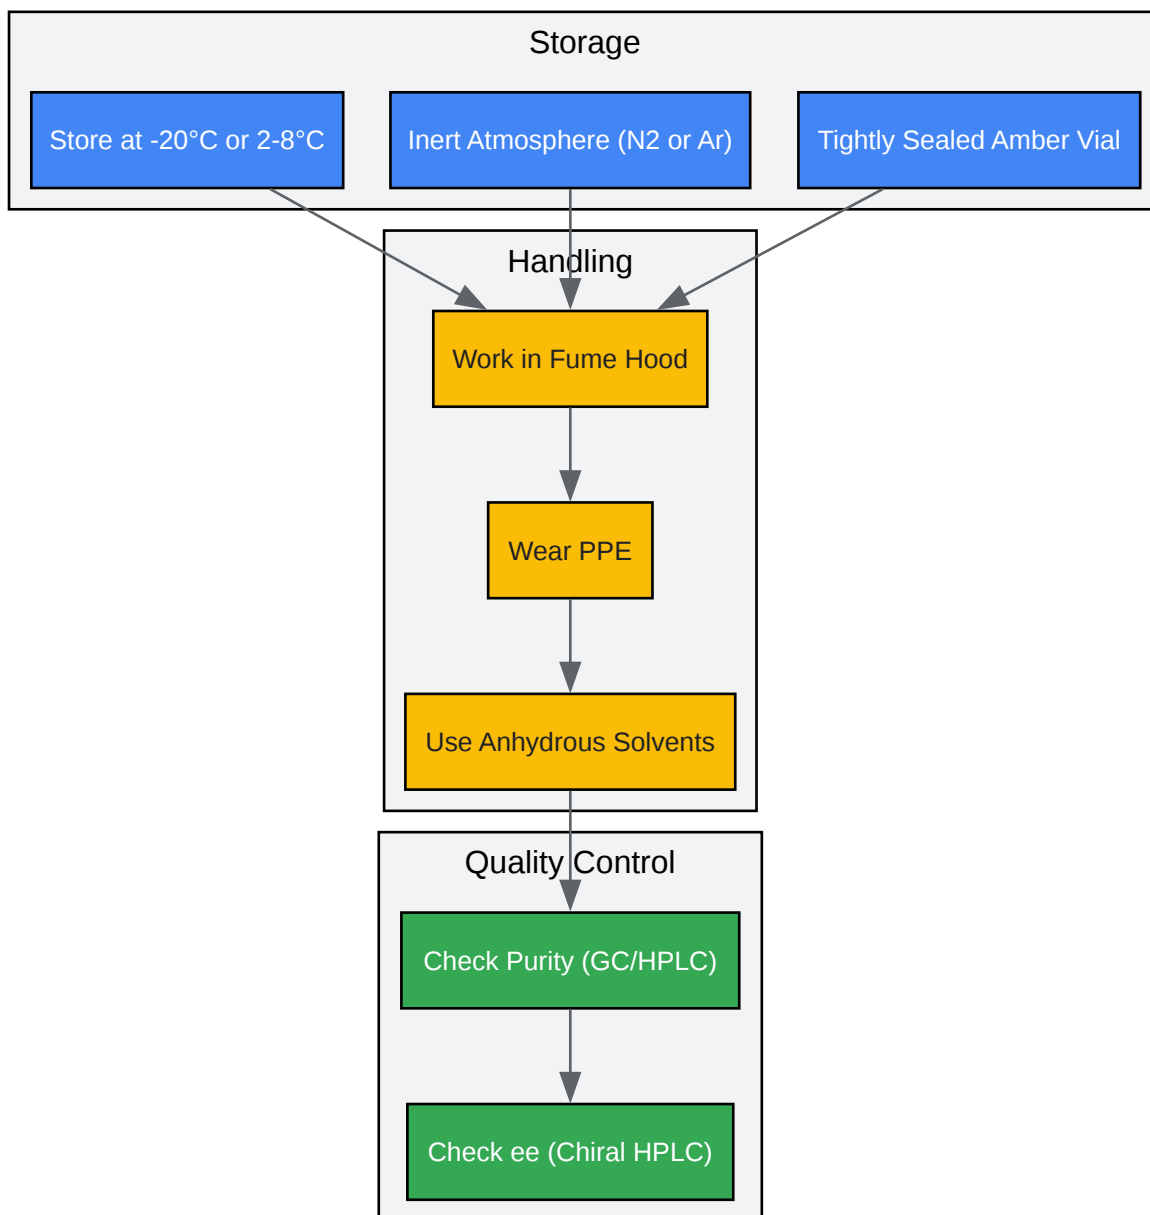 Storage
Store at -20°C or 2-8°C
Inert Atmosphere (N2 or Ar)
Tightly Sealed Amber Vial
Handling
Work in Fume Hood
Wear PPE
Use Anhydrous Solvents
Quality Control
Check Purity (GC/HPLC)
Check ee (Chiral HPLC)